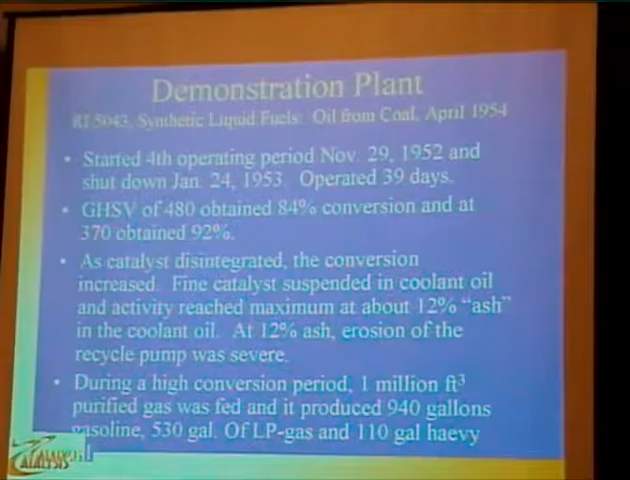 Demonstration Plant
RI 5043, Synthetic Liquid Fuels: Oil from Coal, April 1954
• Started 4th operating period Nov. 29, 1952 and
shut down Jan. 24, 1953. Operated 39 days.
• GHSV of 480 obtained 84% conversion and at
370 obtained 92%.
• As catalyst disintegrated, the conversion
increased. Fine catalyst suspended in coolant oil
and activity reached maximum at about 12% “ash”
in the coolant oil. At 12% ash, erosion of the
recycle pump was severe.
• During a high conversion period, 1 million ft³
purified gas was fed and it produced 940 gallons
gasoline, 530 gal. Of LP-gas and 110 gal haevy